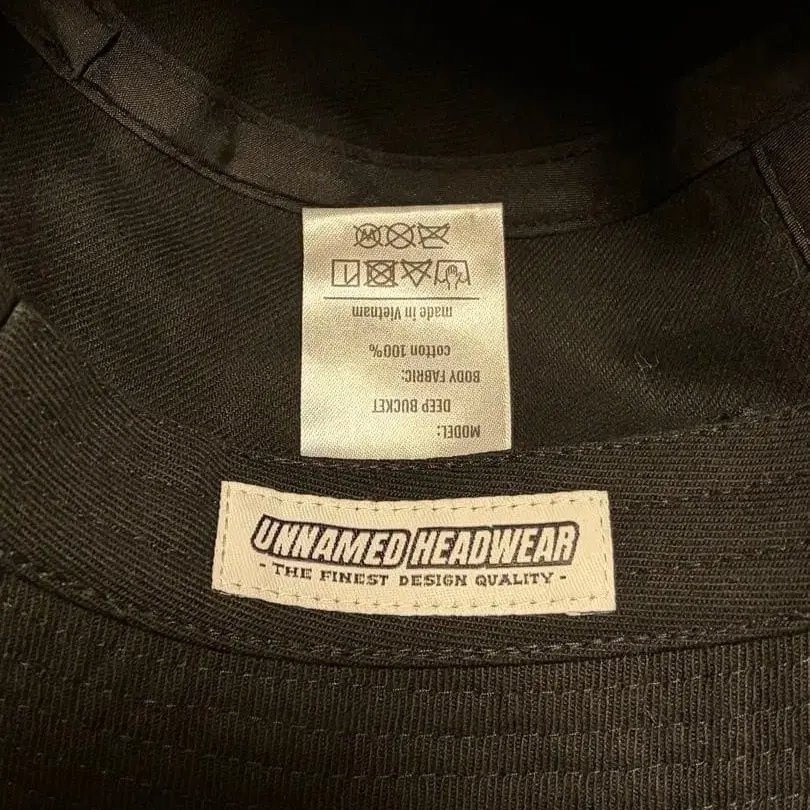 MODEL:
DEEP BUCKET
BODY FABRIC:
cotton 100%
made in Vietnam
UNNAMED HEADWEAR
- THE FINEST DESIGN QUALITY -